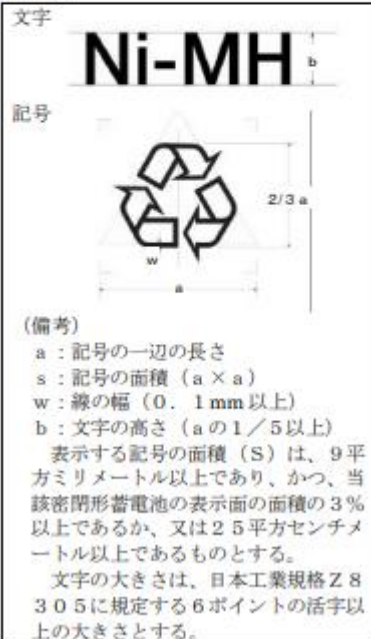 文字
Ni-MH
b
記号
2/3 a
w
a
(備考)
a：記号の一辺の長さ
s：記号の面積（a×a）
w：線の幅（0．1mm以上）
b：文字の高さ（aの1／5以上）
表示する記号の面積（S）は、9平
方ミリメートル以上であり、かつ、当
該密閉形蓄電池の表示面の面積の3％
以上であるか、又は25平方センチメ
ートル以上であるものとする。
文字の大きさは、日本工業規格Z8
305に規定する6ポイントの活字以
上の大きさとする。